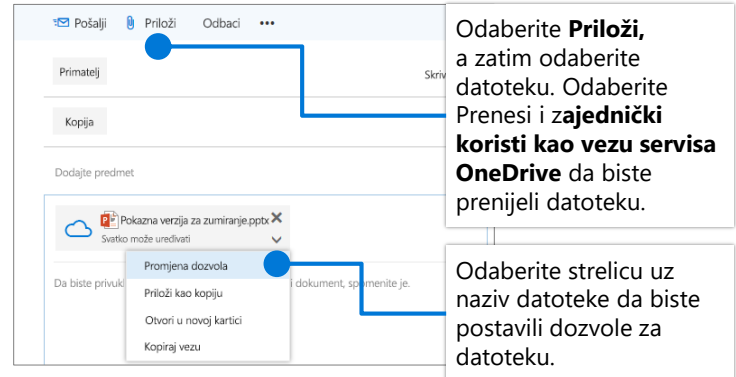 Pošalji Priloži Odbaci •••
Primatelj
Skriv
Kopija
Dodajte predmet
Pokazna verzija za zumiranje.pptx
Svatko može uređivati
Promjena dozvola
Da biste privukl i dokument, spomenite je.
Priloži kao kopiju
Otvori u novoj kartici
Kopiraj vezu
Odaberite Priloži,
a zatim odaberite
datoteku. Odaberite
Prenesi i zajednički
koristi kao vezu servisa
OneDrive da biste
prenijeli datoteku.
Odaberite strelicu uz
naziv datoteke da biste
postavili dozvole za
datoteku.